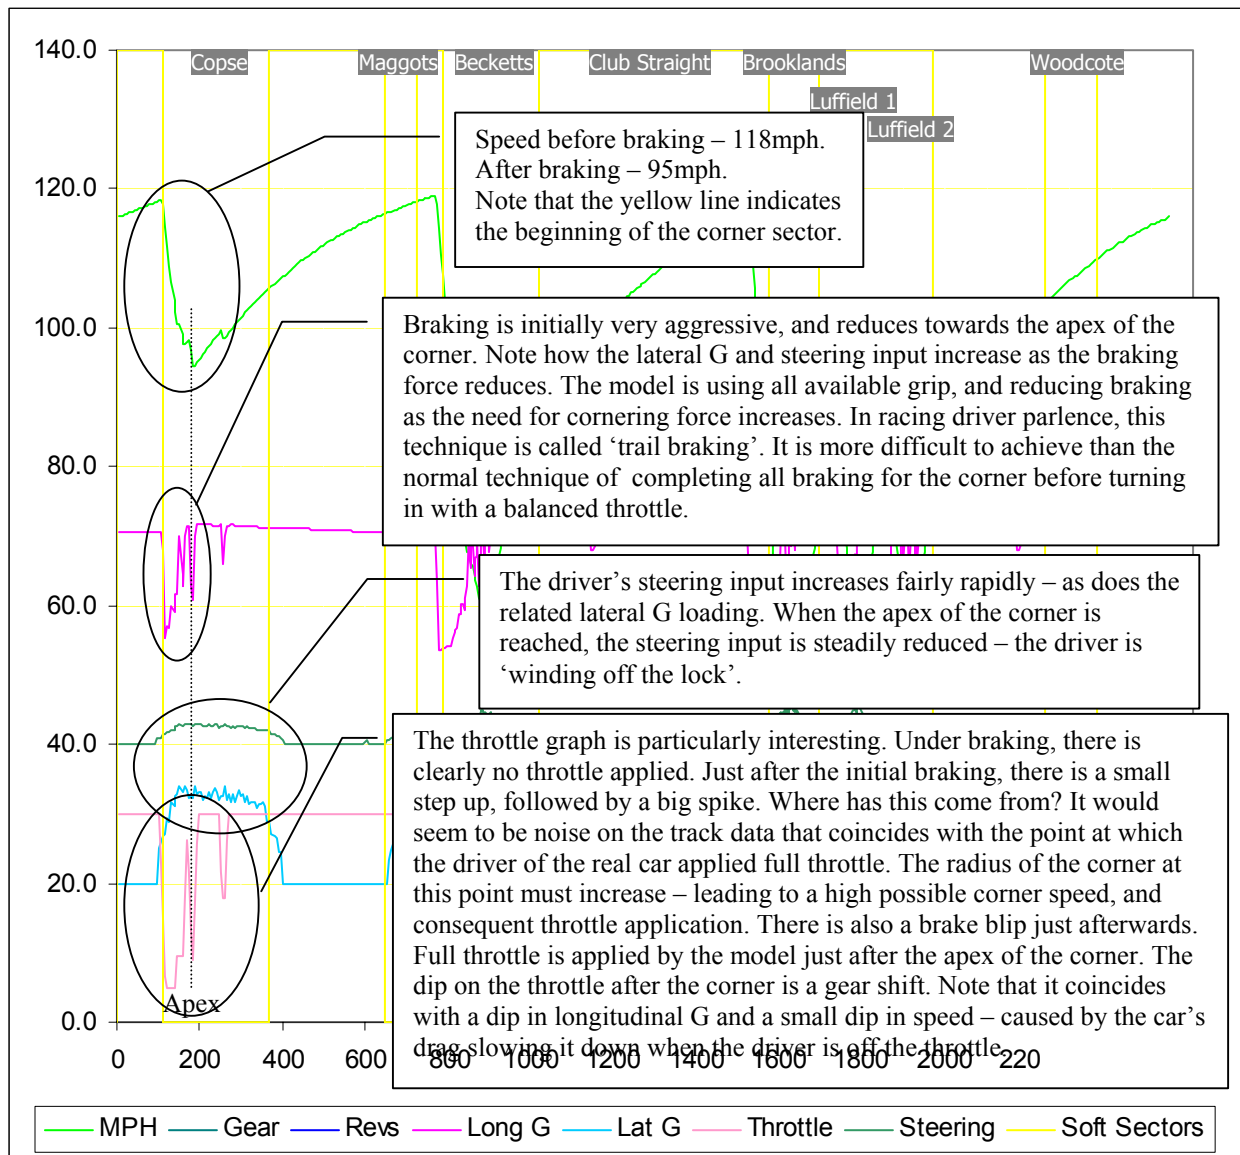 140.0
Copse
Maggots
Becketts
Club Straight
Brooklands
Woodcote
Luffield 1
Luffield 2
Speed before braking – 118mph.
After braking – 95mph.
Note that the yellow line indicates
the beginning of the corner sector.
120.0
100.0
Braking is initially very aggressive, and reduces towards the apex of the
corner. Note how the lateral G and steering input increase as the braking
force reduces. The model is using all available grip, and reducing braking
as the need for cornering force increases. In racing driver parlence, this
technique is called ‘trail braking’. It is more difficult to achieve than the
normal technique of completing all braking for the corner before turning
in with a balanced throttle.
80.0
60.0
The driver’s steering input increases fairly rapidly – as does the
related lateral G loading. When the apex of the corner is
reached, the steering input is steadily reduced – the driver is
‘winding off the lock’.
40.0
The throttle graph is particularly interesting. Under braking, there is
clearly no throttle applied. Just after the initial braking, there is a small
step up, followed by a big spike. Where has this come from? It would
seem to be noise on the track data that coincides with the point at which
the driver of the real car applied full throttle. The radius of the corner at
this point must increase – leading to a high possible corner speed, and
consequent throttle application. There is also a brake blip just afterwards.
Full throttle is applied by the model just after the apex of the corner. The
dip on the throttle after the corner is a gear shift. Note that it coincides
with a dip in longitudinal G and a small dip in speed – caused by the car’s
drag slowing it down when the driver is off the throttle.
20.0
Apex
0.0
0 200 400 600 800 1000 1200 1400 1600 1800 2000 220
MPH Gear Revs Long G Lat G Throttle Steering Soft Sectors